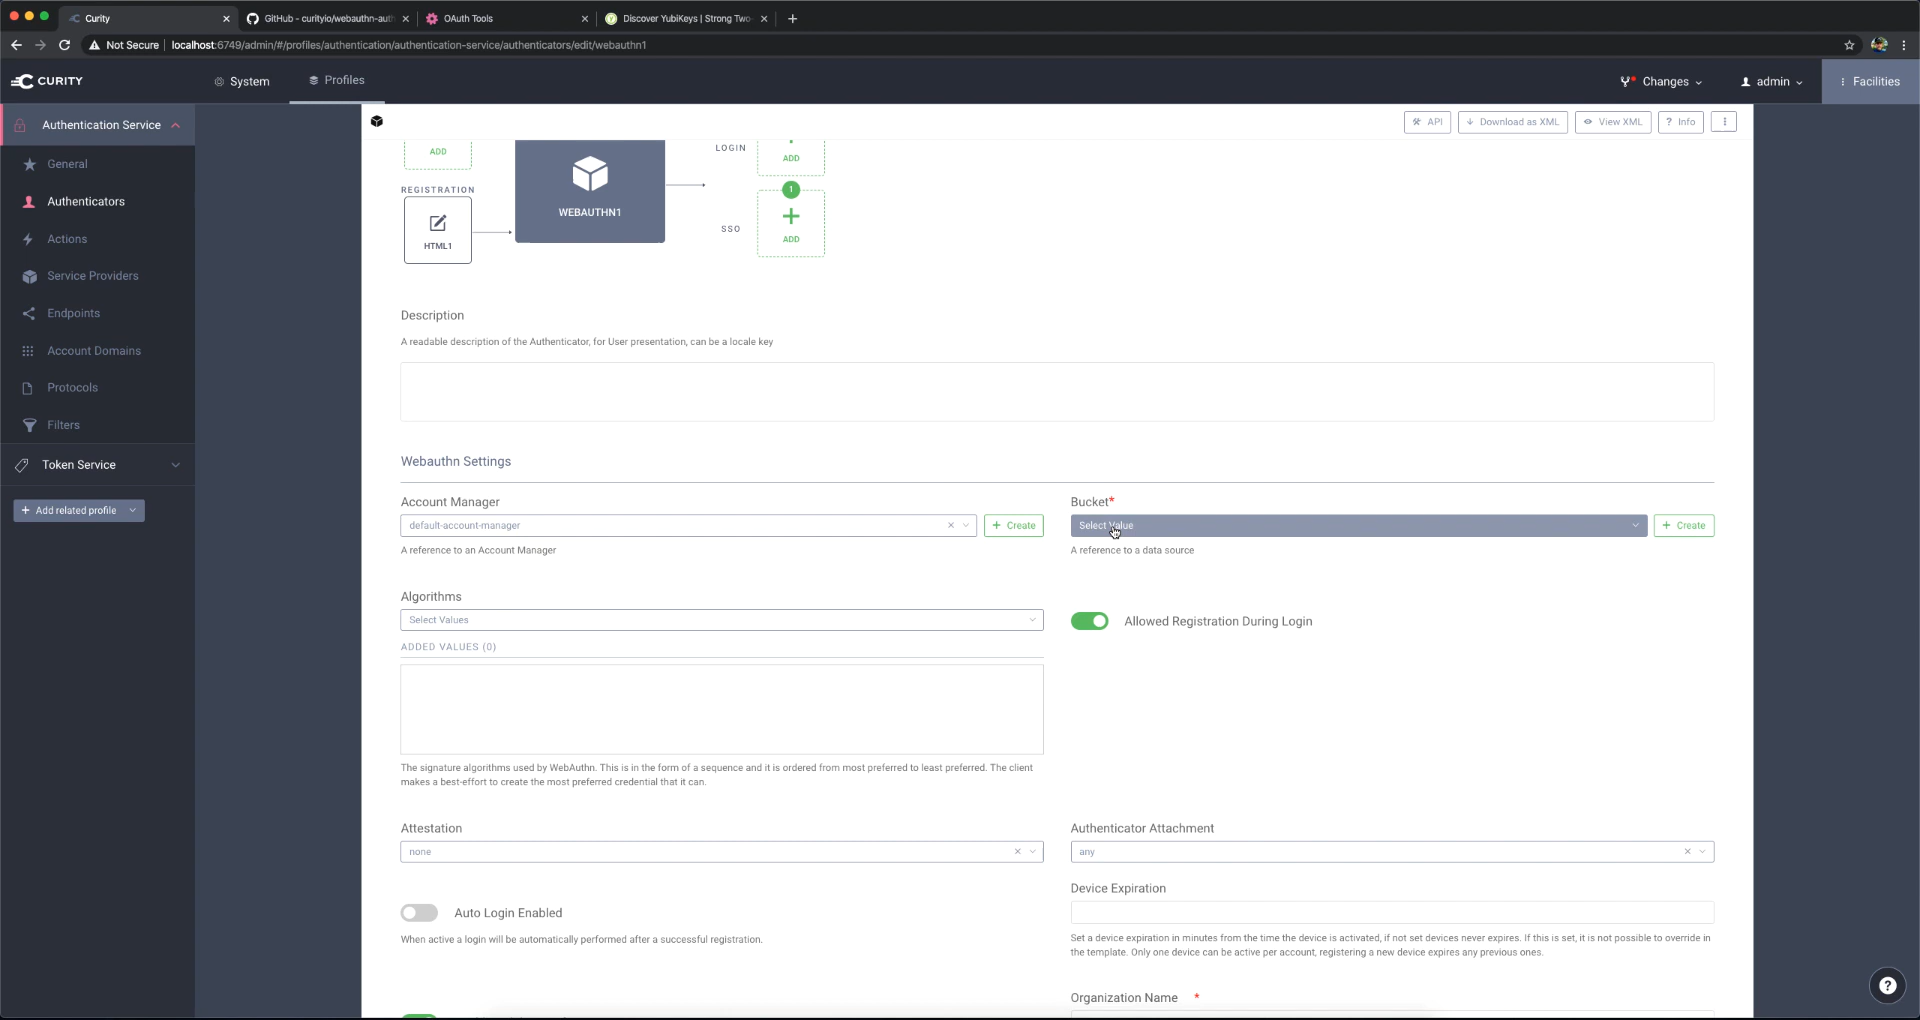 Curity
GitHub - curityio/webauthn-auth
OAuth Tools
Discover YubiKeys | Strong Two-
Not Secure
localhost:6749/admin/#/profiles/authentication/authentication-service/authenticators/edit/webauthn1
CURITY
System
Profiles
Changes
admin
Facilities
Authentication Service
General
Authenticators
Actions
Service Providers
Endpoints
Account Domains
Protocols
Filters
Token Service
+ Add related profile
API
Download as XML
View XML
? Info
ADD
LOGIN
ADD
REGISTRATION
HTML1
WEBAUTHN1
1
SSO
ADD
Description
A readable description of the Authenticator, for User presentation, can be a locale key
Webauthn Settings
Account Manager
default-account-manager
+ Create
A reference to an Account Manager
Bucket*
Select Value
+ Create
A reference to a data source
Algorithms
Select Values
ADDED VALUES (0)
Allowed Registration During Login
The signature algorithms used by WebAuthn. This is in the form of a sequence and it is ordered from most preferred to least preferred. The client
makes a best-effort to create the most preferred credential that it can.
Attestation
none
Authenticator Attachment
any
Auto Login Enabled
When active a login will be automatically performed after a successful registration.
Device Expiration
Set a device expiration in minutes from the time the device is activated, if not set devices never expires. If this is set, it is not possible to override in
the template. Only one device can be active per account, registering a new device expires any previous ones.
Organization Name *
?